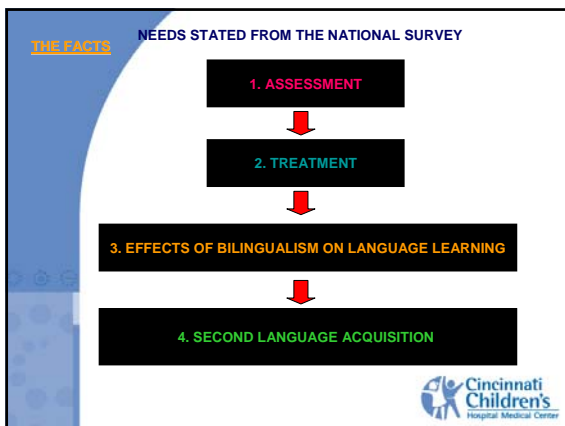 NEEDS STATED FROM THE NATIONAL SURVEY
THE FACTS
1. ASSESSMENT
2. TREATMENT
3. EFFECTS OF BILINGUALISM ON LANGUAGE LEARNING
4. SECOND LANGUAGE ACQUISITION
Cincinnati
Children's
Hospital Medical Center